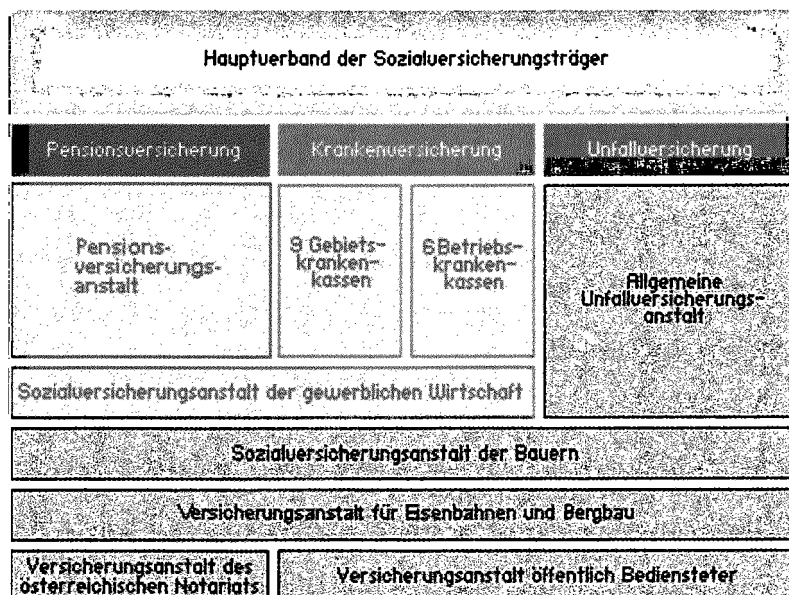 Hauptverband der Sozialversicherungsträger
Pensionsversicherung
Krankenversicherung
Unfallversicherung
Pensions-
versicherungs-
anstalt
9 Gebiets-
kranken-
kassen
6 Betriebs-
kranken-
kassen
Allgemeine
Unfallversicherungs-
anstalt
Sozialversicherungsanstalt der gewerblichen Wirtschaft
Sozialversicherungsanstalt der Bauern
Versicherungsanstalt für Eisenbahnen und Bergbau
Versicherungsanstalt des
österreichischen Notariats
Versicherungsanstalt öffentlich Bediensteter